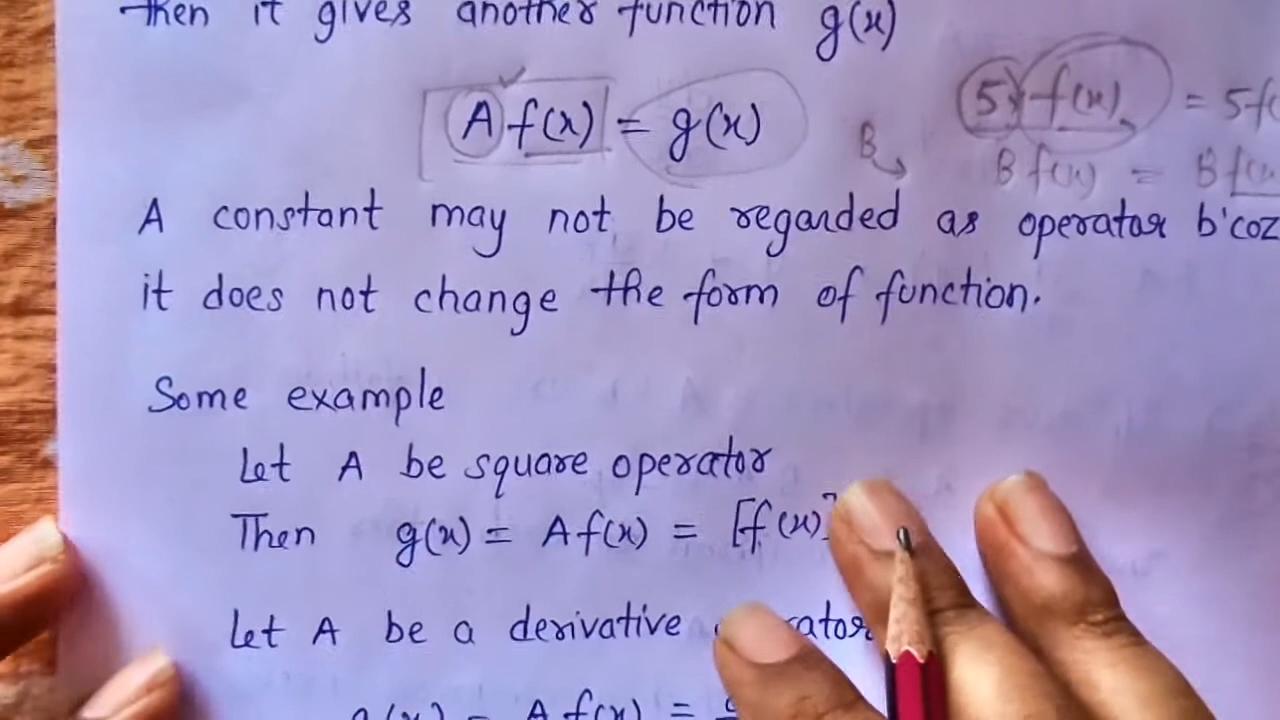 Then it gives another function g(x)
A f(x) = g(x)
5 f(x) = 5f(
B
B f(x) = B f(x
A constant may not be regarded as operator b'coz
it does not change the form of function.
Some example
Let A be square operator
Then g(x) = A f(x) = [f(x)]
Let A be a derivative
g(x) = A f(x) =